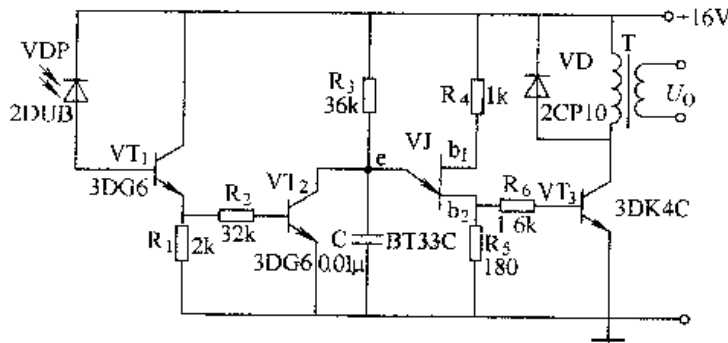 +16V
VDP
2DUB
VT1
3DG6
R1
2k
R2
32k
VT2
3DG6
R3
36k
e
C
0.01μ
VJ
BT33C
R4
1k
b1
b2
R5
180
R6
1 6k
VD
2CP10
T
UO
VT3
3DK4C